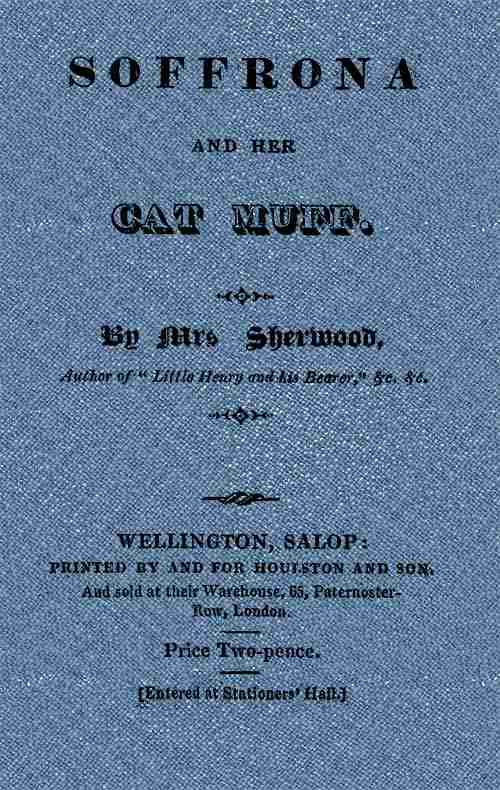 SOFFRONA
AND HER
CAT MUFF.
By Mrs Sherwood,
Author of “ Little Henry and his Bearer,” &c. &c.
WELLINGTON, SALOP:
PRINTED BY AND FOR HOULSTON AND SON.
And sold at their Warehouse, 65, Paternoster-
Row, London.
Price Two-pence.
[Entered at Stationers’ Hall.]